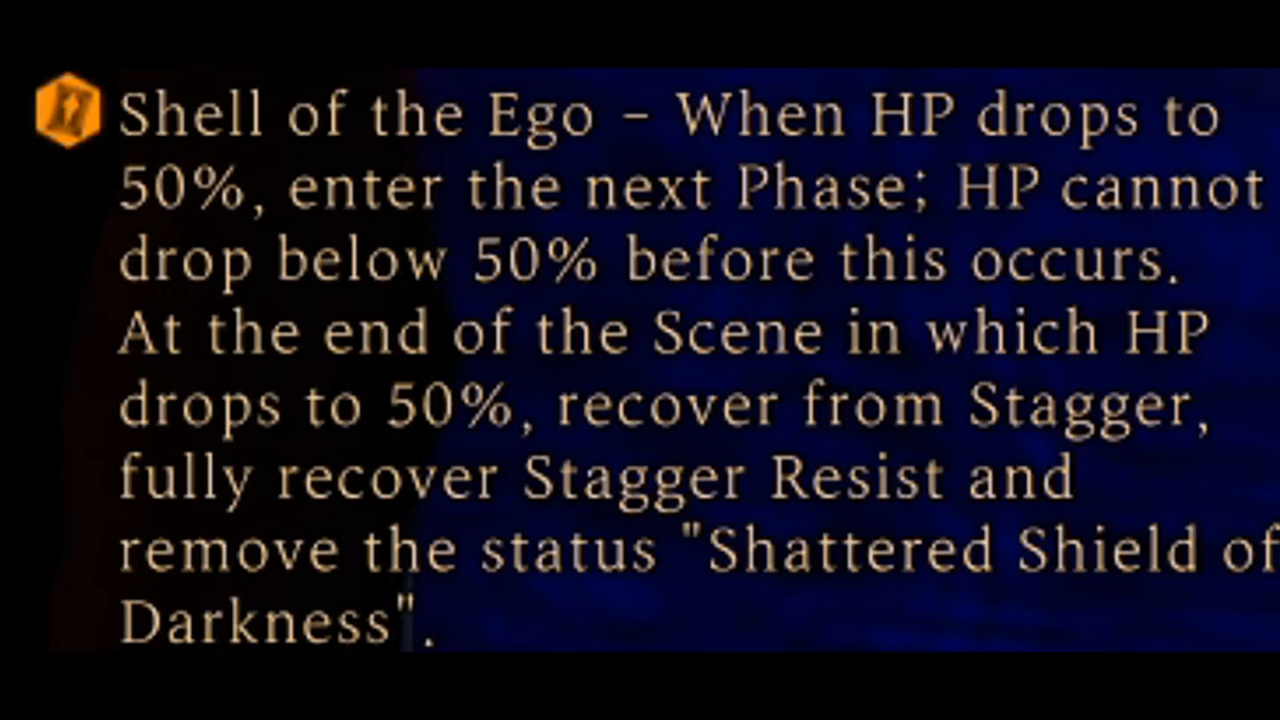 Shell of the Ego – When HP drops to
50%, enter the next Phase; HP cannot
drop below 50% before this occurs.
At the end of the Scene in which HP
drops to 50%, recover from Stagger,
fully recover Stagger Resist and
remove the status "Shattered Shield of
Darkness".